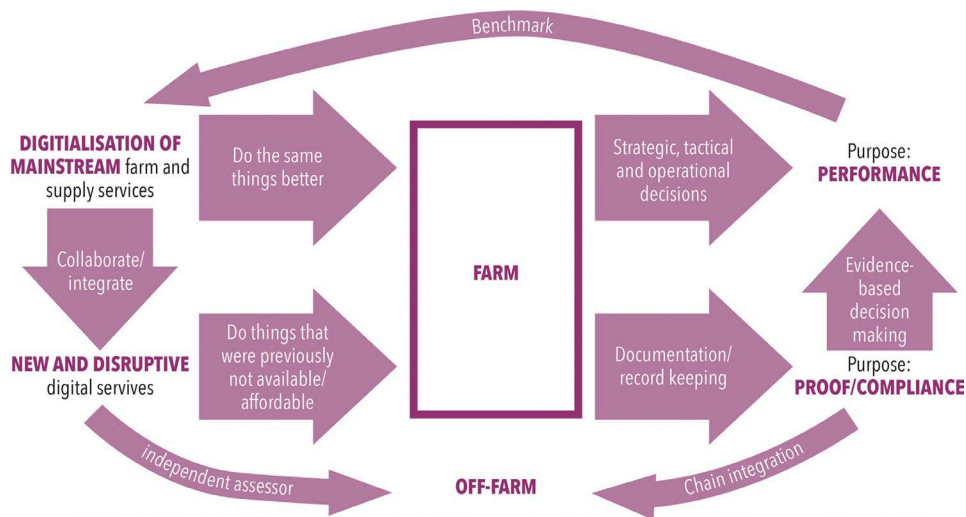 Benchmark
DIGITIALISATION OF
MAINSTREAM farm and
supply services
Do the same
things better
Strategic, tactical
and operational
decisions
Purpose:
PERFORMANCE
Collaborate/
integrate
FARM
Evidence-
based
decision
making
NEW AND DISRUPTIVE
digital servives
Do things that
were previously
not available/
affordable
Documentation/
record keeping
Purpose:
PROOF/COMPLIANCE
independent assessor
OFF-FARM
Chain integration